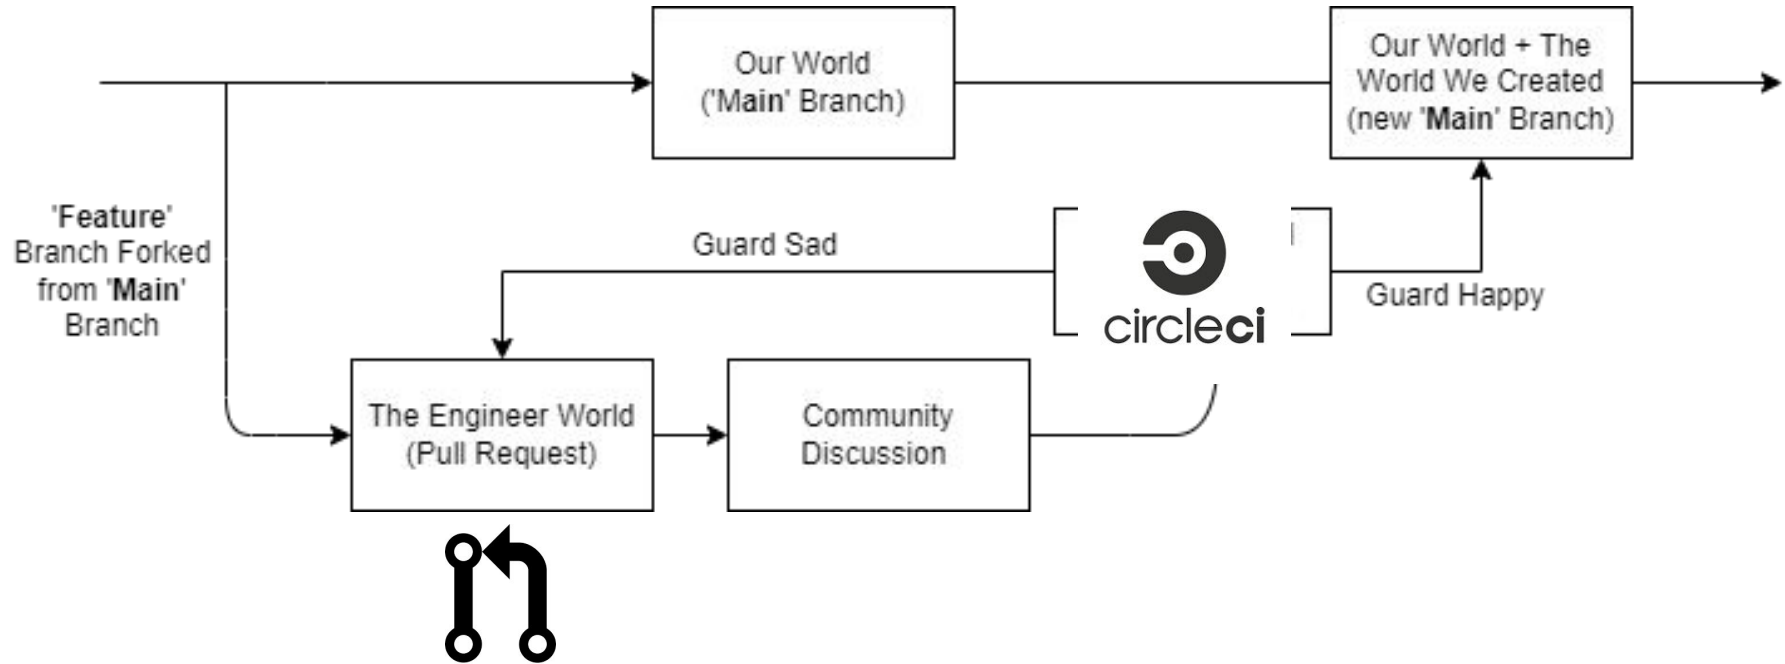 Our World
('Main' Branch)
Our World + The
World We Created
(new 'Main' Branch)
'Feature'
Branch Forked
from 'Main'
Branch
Guard Sad
circleci
Guard Happy
The Engineer World
(Pull Request)
Community
Discussion